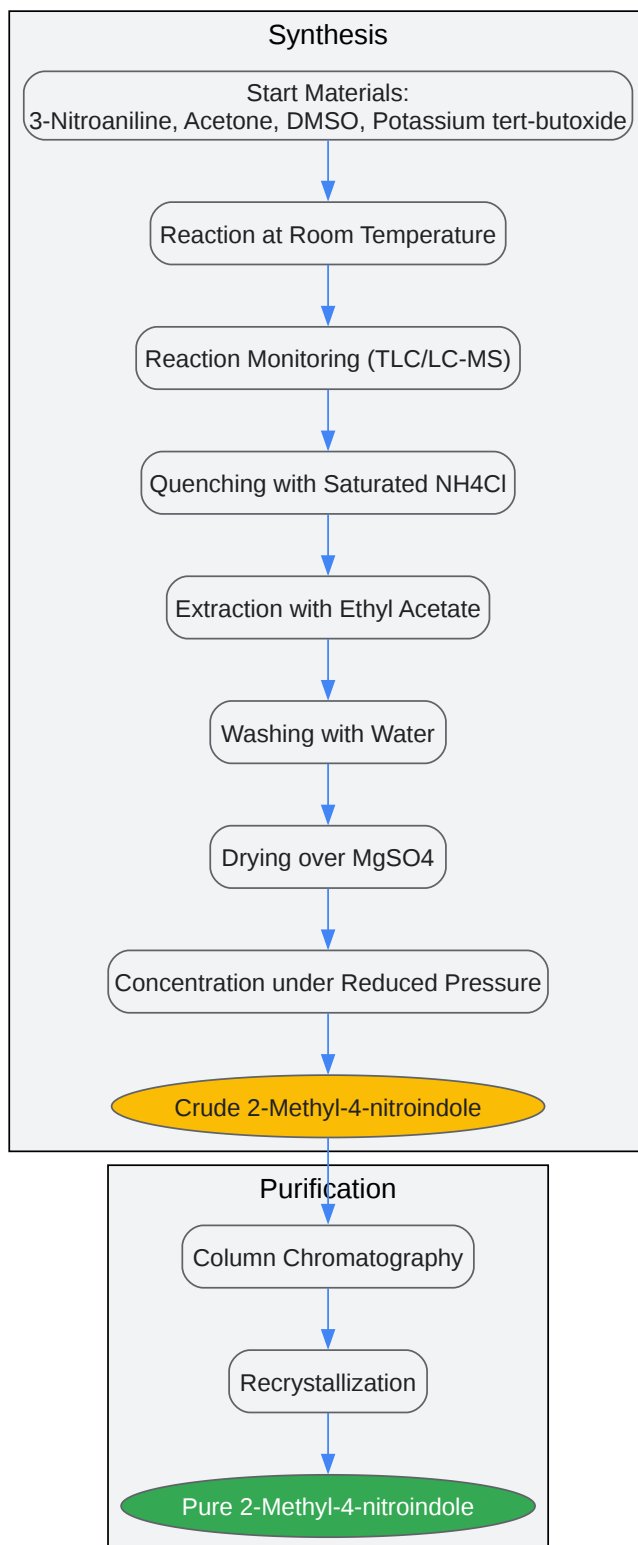 Synthesis
Start Materials:
3-Nitroaniline, Acetone, DMSO, Potassium tert-butoxide
Reaction at Room Temperature
Reaction Monitoring (TLC/LC-MS)
Quenching with Saturated NH4Cl
Extraction with Ethyl Acetate
Washing with Water
Drying over MgSO4
Concentration under Reduced Pressure
Crude 2-Methyl-4-nitroindole
Purification
Column Chromatography
Recrystallization
Pure 2-Methyl-4-nitroindole